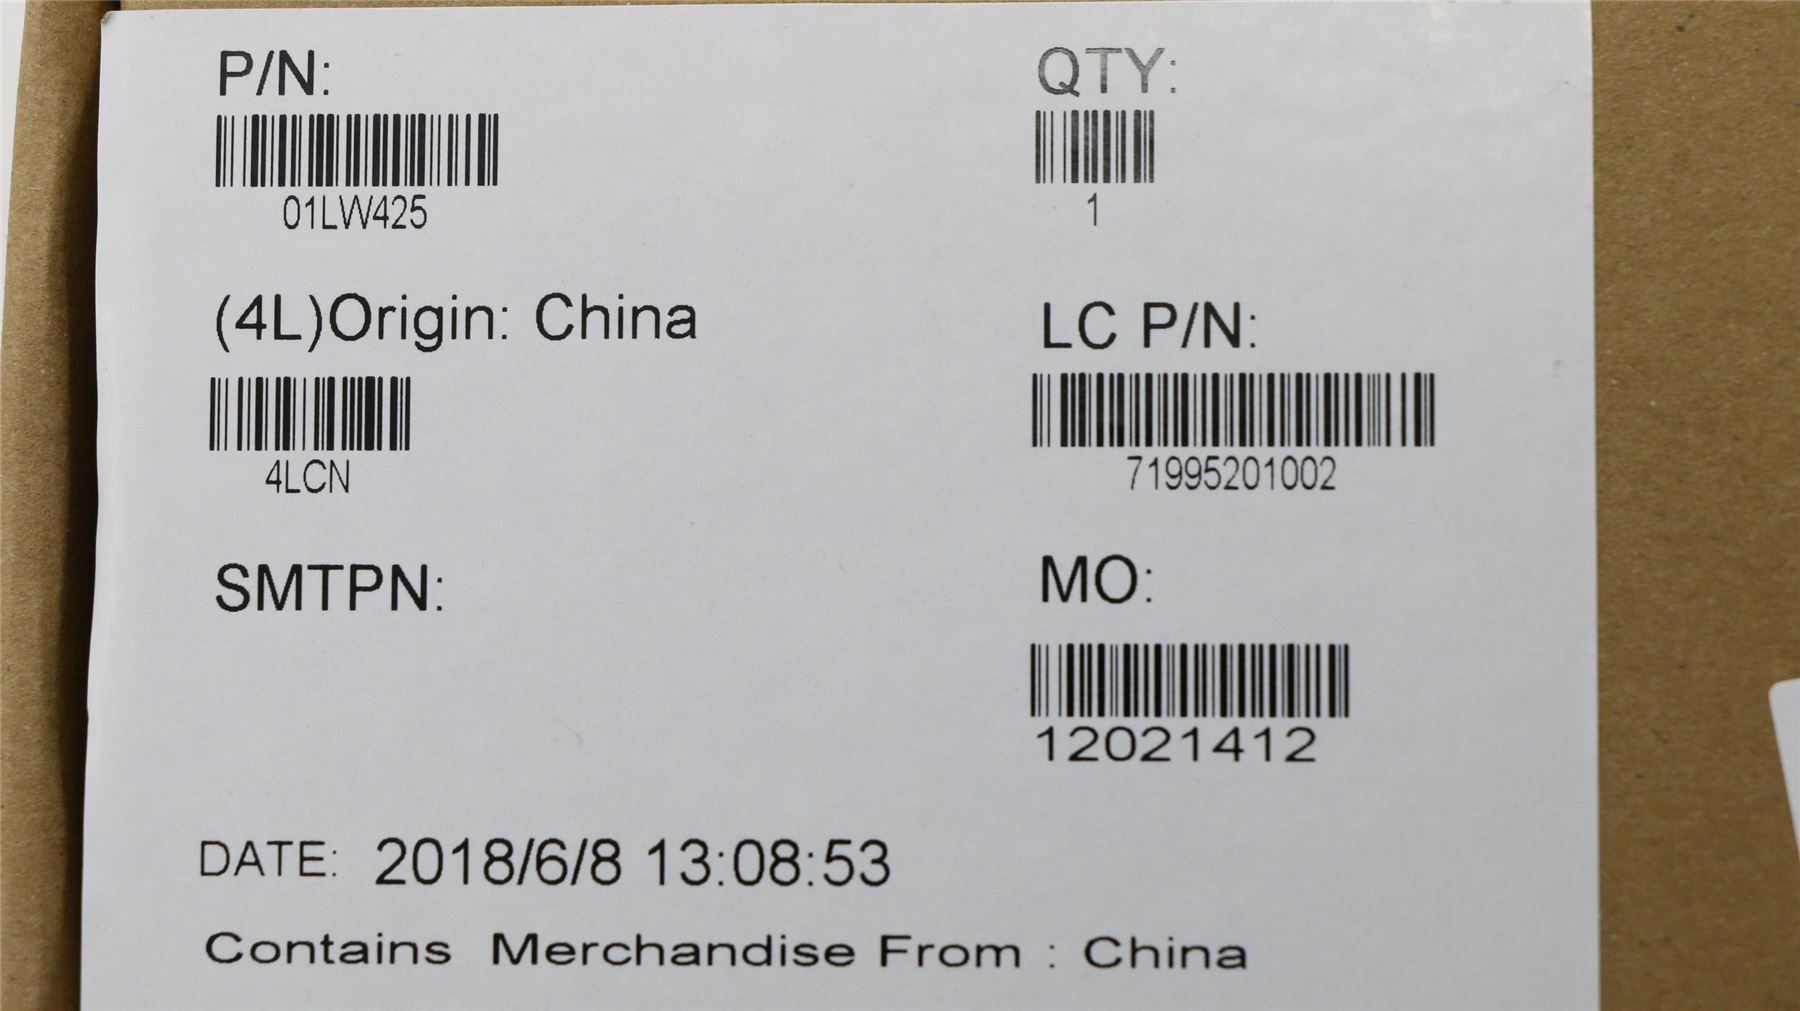 P/N:
QTY:
01LW425
1
(4L)Origin: China
LC P/N:
4LCN
71995201002
SMTPN:
MO:
12021412
DATE: 2018/6/8 13:08:53
Contains Merchandise From : China